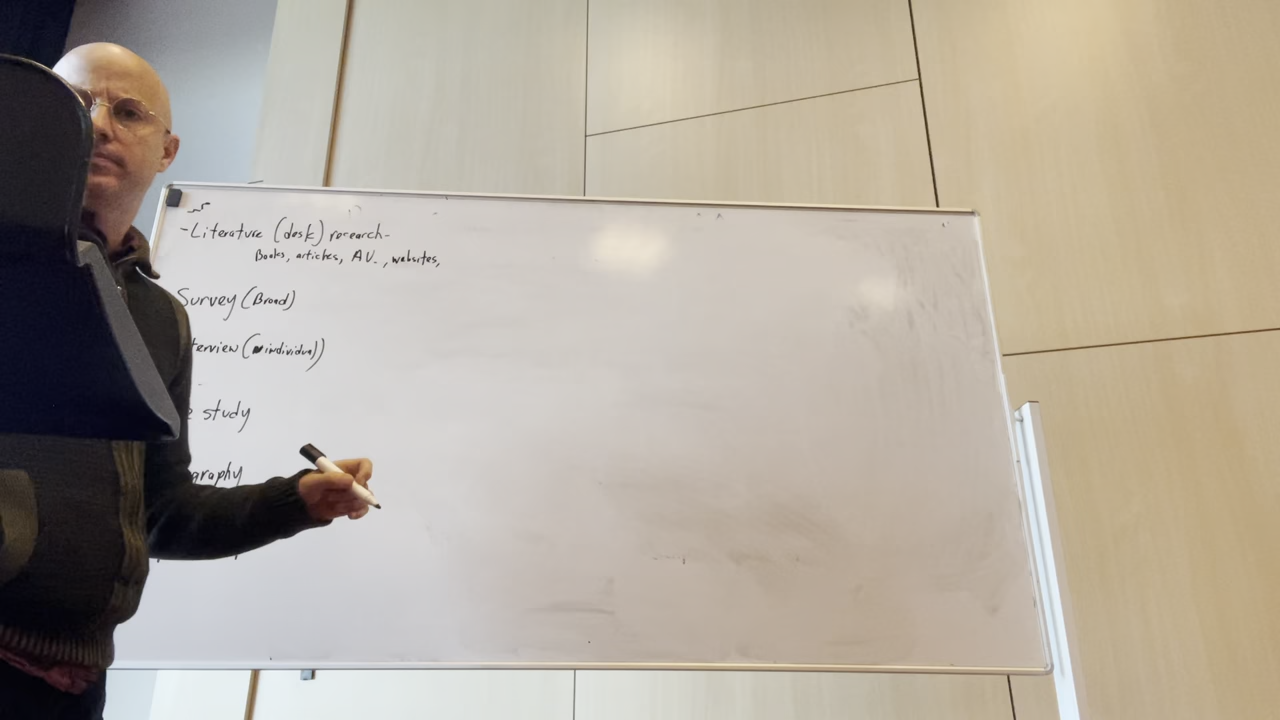 -Literature (desk) research-
Books, articles, AV., websites,
Survey (Broad)
terview (individual)
e study
graphy